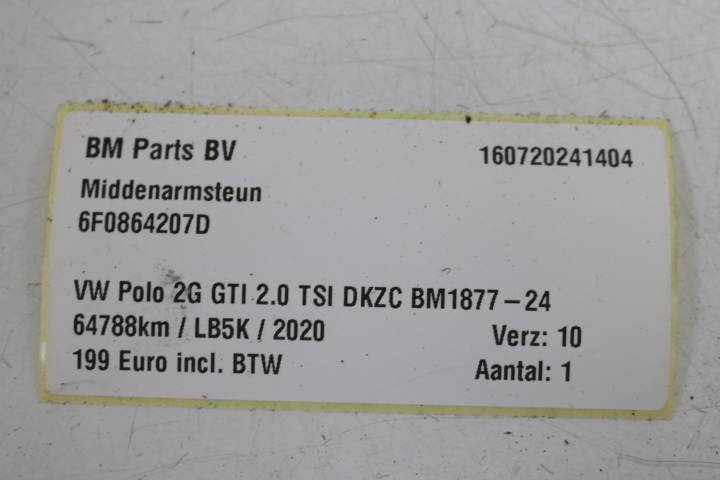 BM Parts BV 160720241404
Middenarmsteun
6F0864207D
VW Polo 2G GTI 2.0 TSI DKZC BM1877-24
64788km / LB5K / 2020 Verz: 10
199 Euro incl. BTW Aantal: 1